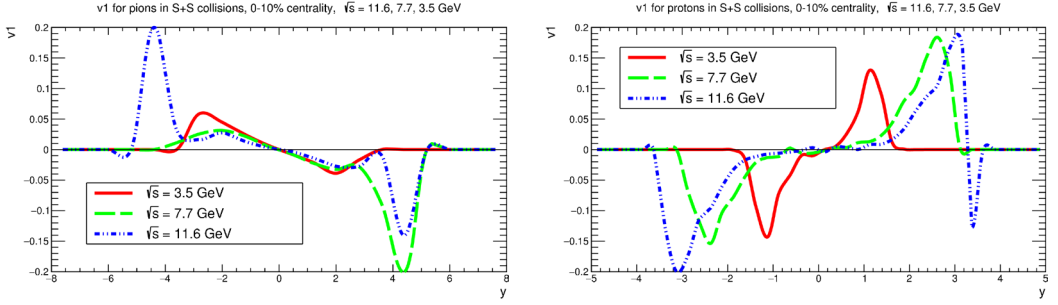 v1 for pions in S+S collisions, 0-10% centrality, √s = 11.6, 7.7, 3.5 GeV
v1
0.2
0.15
0.1
0.05
0
−0.05
−0.1
−0.15
−0.2
√s = 3.5 GeV
√s = 7.7 GeV
√s = 11.6 GeV
−8 −6 −4 −2 0 2 4 6 8
y
v1 for protons in S+S collisions, 0-10% centrality, √s = 11.6, 7.7, 3.5 GeV
v1
0.2
0.15
0.1
0.05
0
−0.05
−0.1
−0.15
−0.2
√s = 3.5 GeV
√s = 7.7 GeV
√s = 11.6 GeV
−5 −4 −3 −2 −1 0 1 2 3 4 5
y